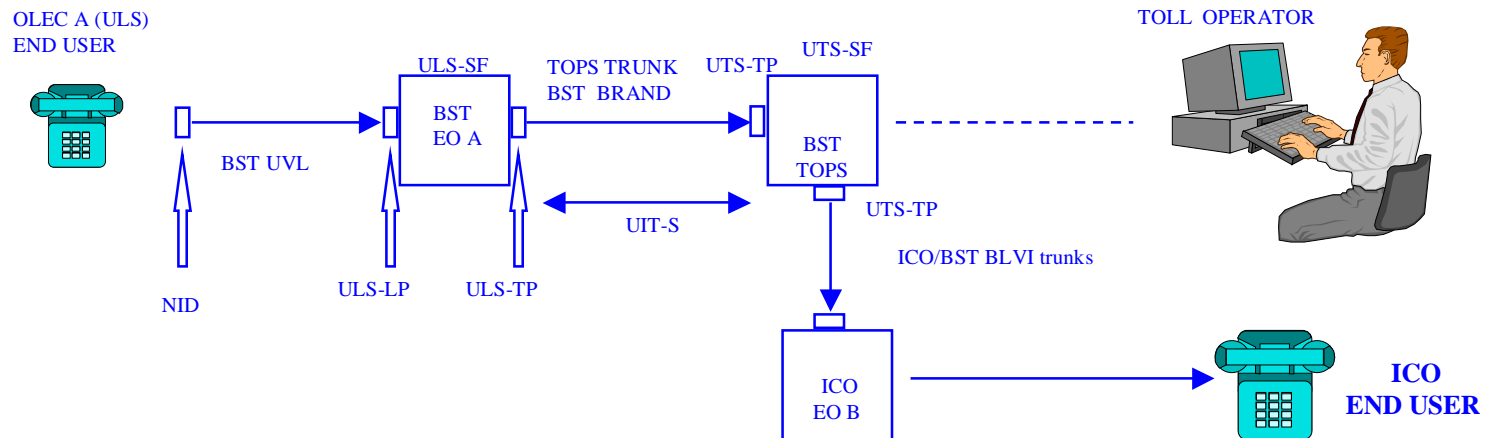 OLEC A (ULS)
END USER
TOLL OPERATOR
ULS-SF
TOPS TRUNK
BST BRAND
UTS-TP
UTS-SF
BST
EO A
BST UVL
BST
TOPS
UIT-S
UTS-TP
ICO/BST BLVI trunks
NID
ULS-LP
ULS-TP
ICO
EO B
ICO
END USER